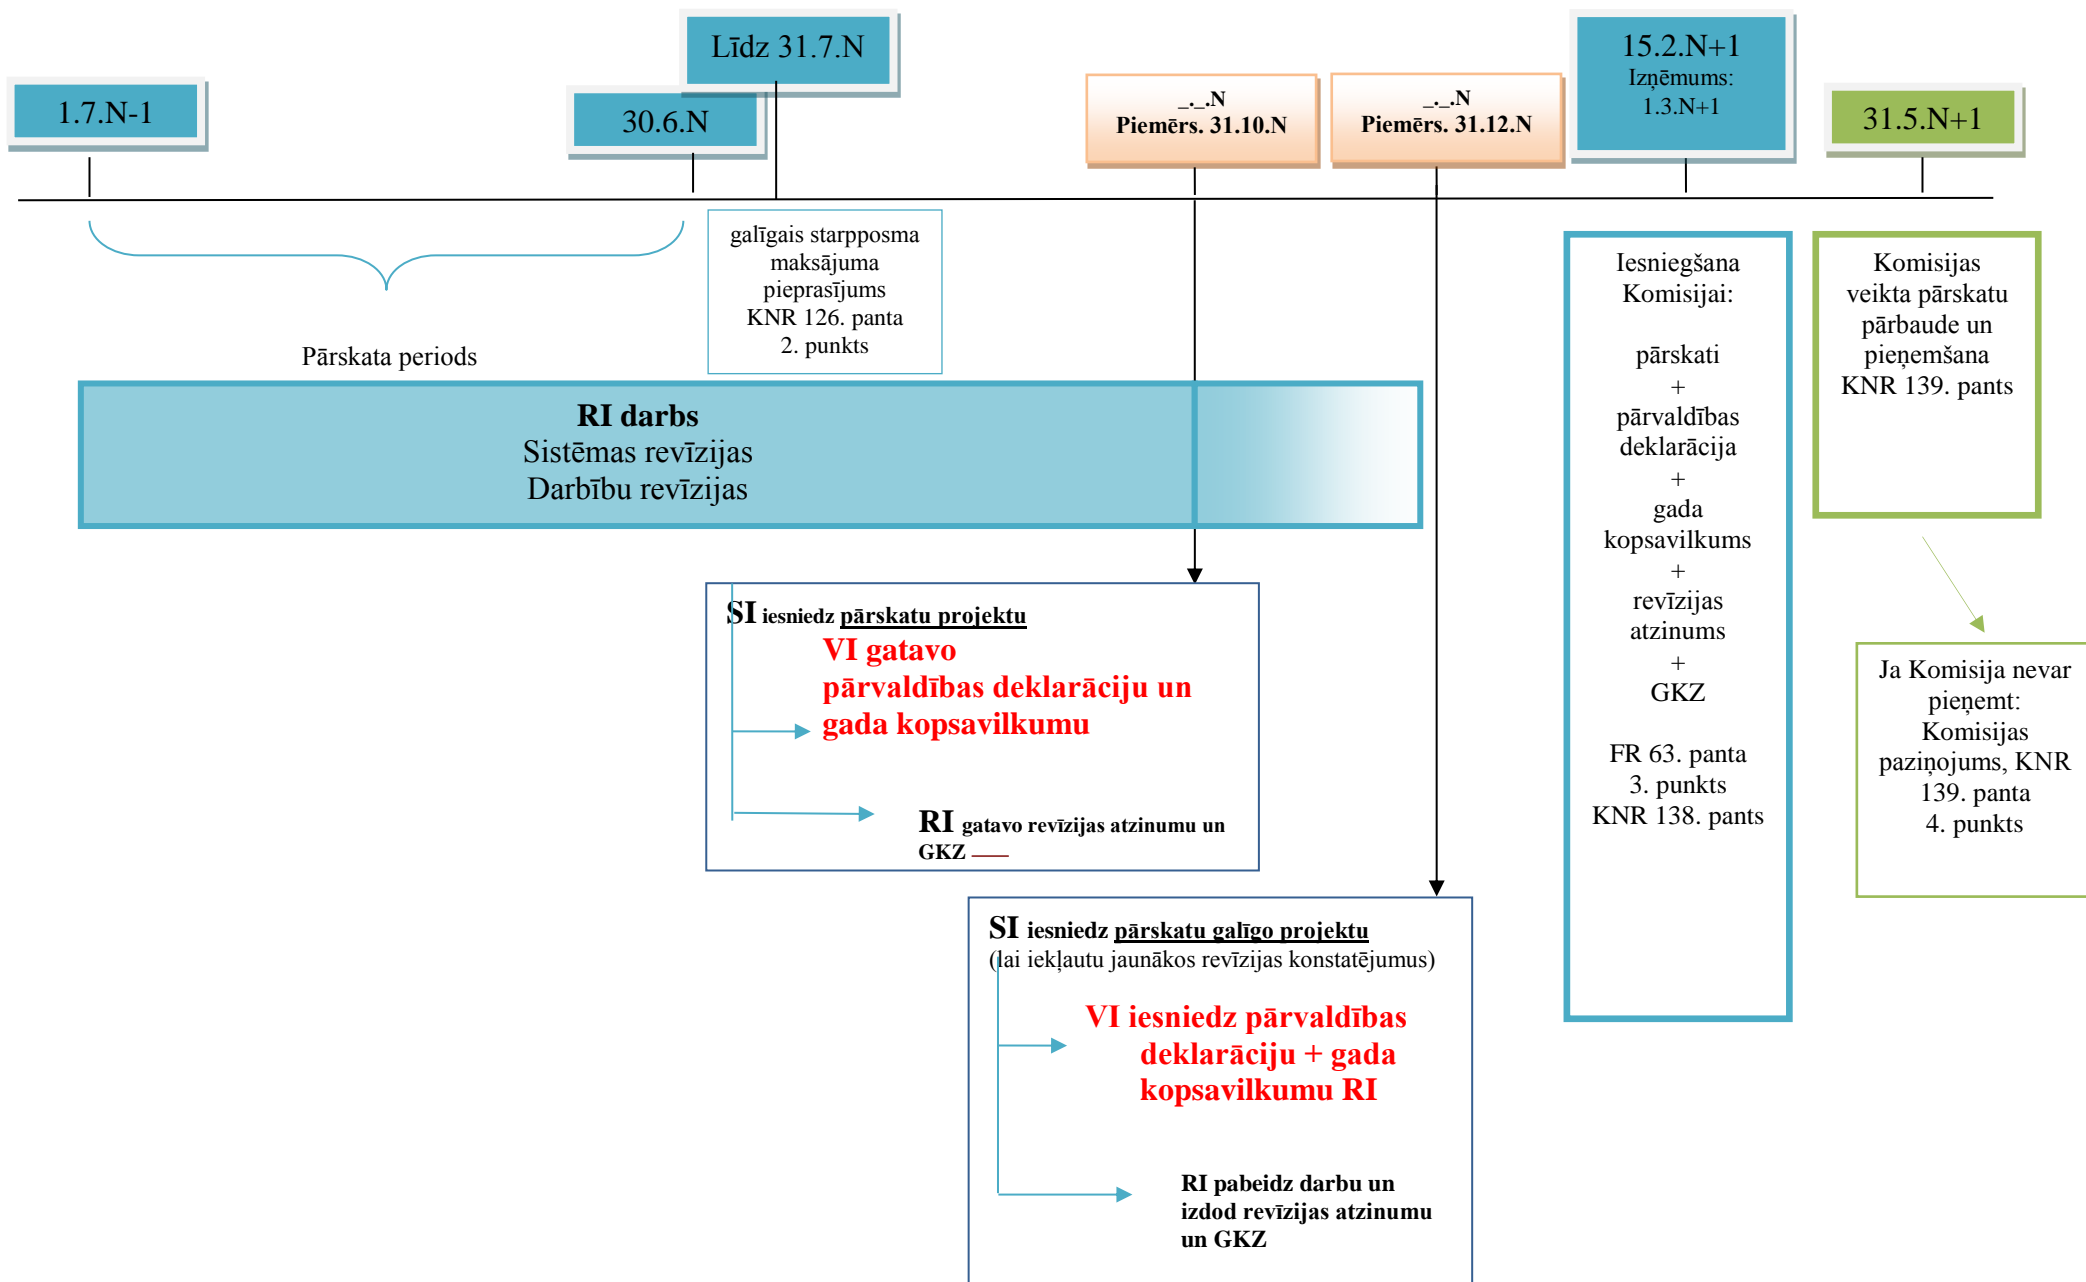 1.7.N-1
30.6.N
Līdz 31.7.N
_._.N
Piemērs. 31.10.N
_._.N
Piemērs. 31.12.N
15.2.N+1
Izņēmums:
1.3.N+1
31.5.N+1
Pārskata periods
galīgais starpposma
maksājuma
pieprasījums
KNR 126. panta
2. punkts
RI darbs
Sistēmas revīzijas
Darbību revīzijas
SI iesniedz pārskatu projektu
VI gatavo
pārvaldības deklarāciju un
gada kopsavilkumu
RI gatavo revīzijas atzinumu un
GKZ
SI iesniedz pārskatu galīgo projektu
(lai iekļautu jaunākos revīzijas konstatējumus)
VI iesniedz pārvaldības
deklarāciju + gada
kopsavilkumu RI
RI pabeidz darbu un
izdod revīzijas atzinumu
un GKZ
Iesniegšana
Komisijai:
pārskati
+
pārvaldības
deklarācija
+
gada
kopsavilkums
+
revīzijas
atzinums
+
GKZ
FR 63. panta
3. punkts
KNR 138. pants
Komisijas
veikta pārskatu
pārbaude un
pieņemšana
KNR 139. pants
Ja Komisija nevar
pieņemt:
Komisijas
paziņojums, KNR
139. panta
4. punkts